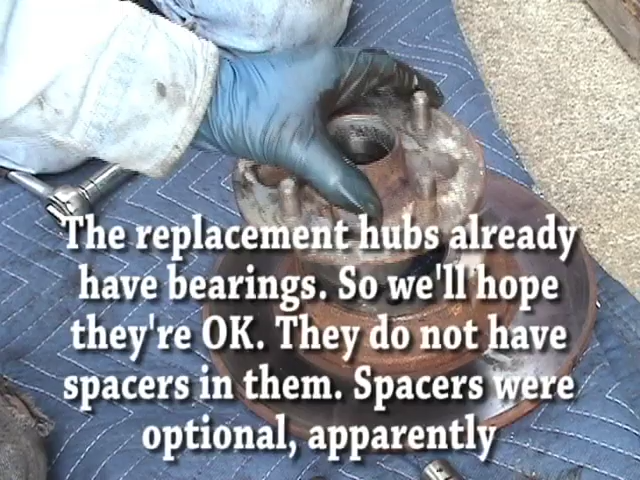 The replacement hubs already
have bearings. So we'll hope
they're OK. They do not have
spacers in them. Spacers were
optional, apparently